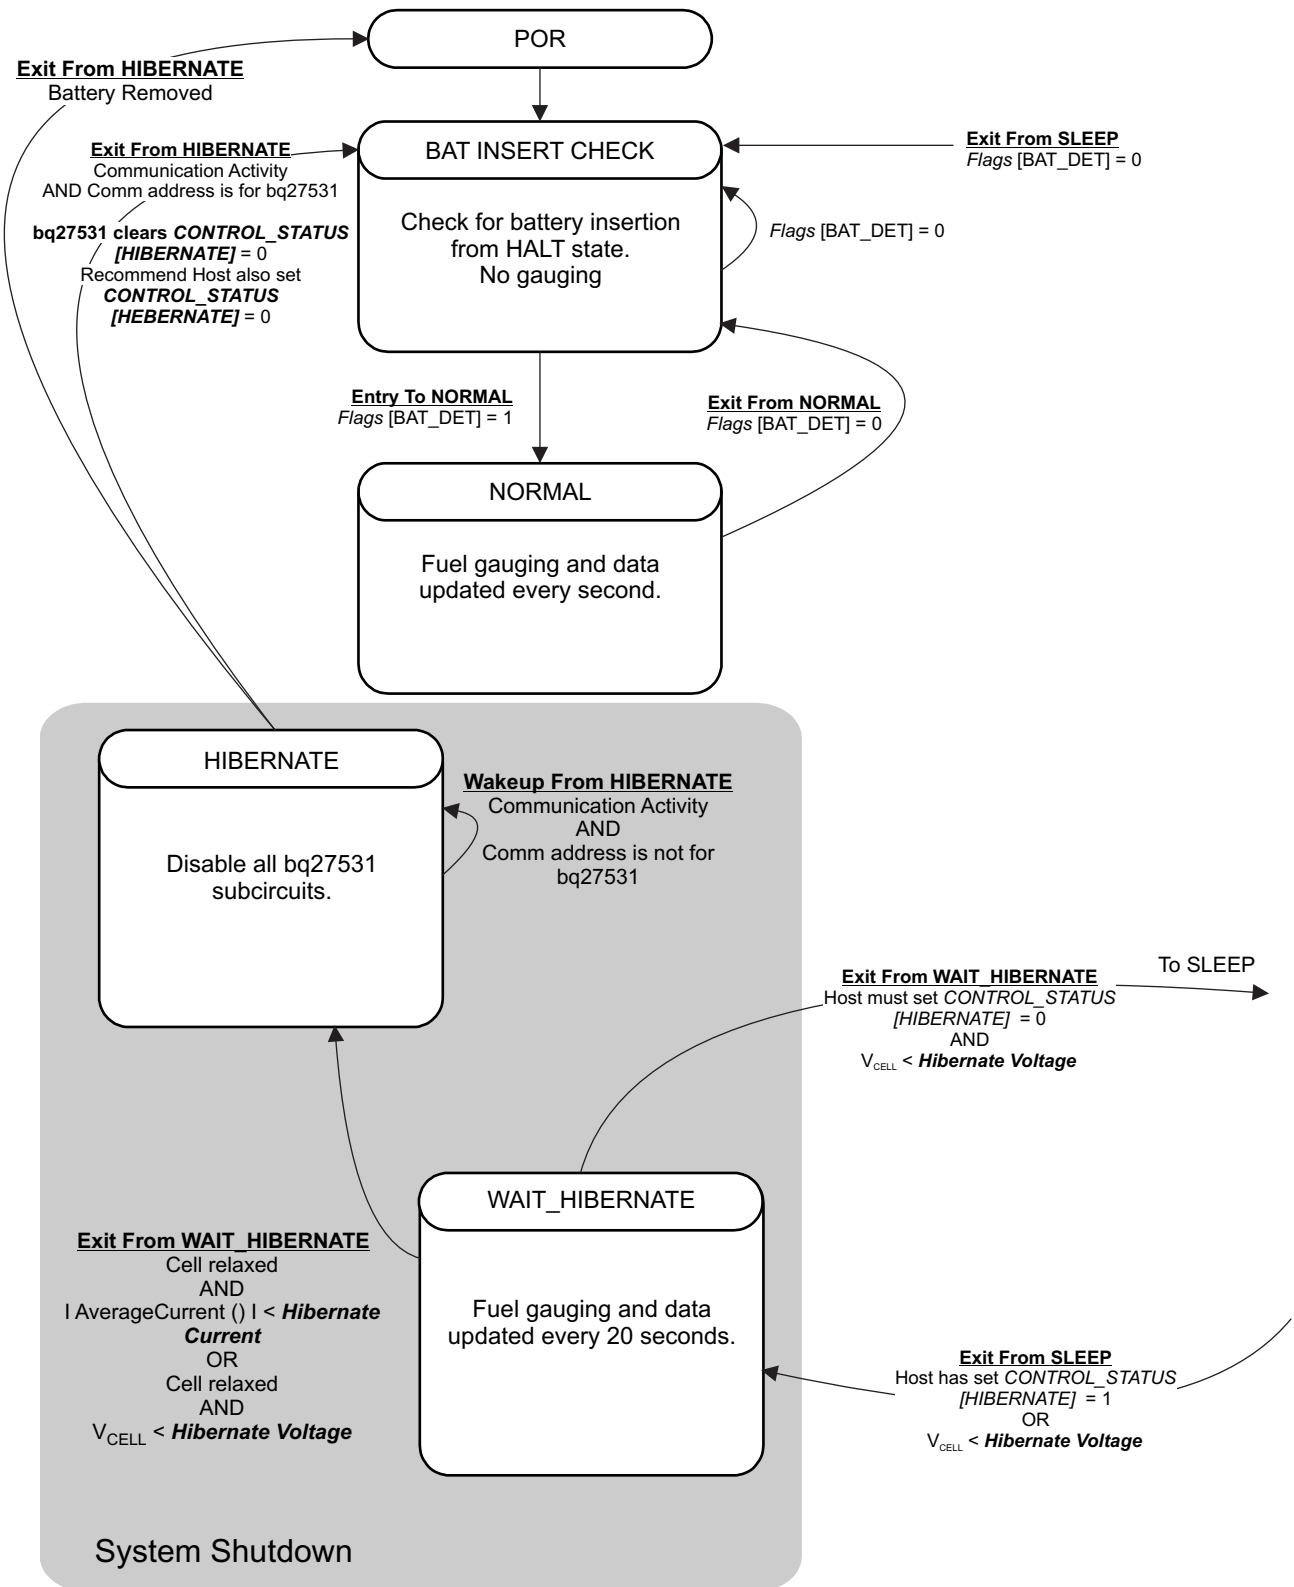 POR
Exit From HIBERNATE
Battery Removed
Exit From HIBERNATE
Communication Activity
AND Comm address is for bq27531
bq27531 clears CONTROL_STATUS
[HIBERNATE] = 0
Recommend Host also set
CONTROL_STATUS
[HEBERNATE] = 0
BAT INSERT CHECK
Check for battery insertion
from HALT state.
No gauging
Exit From SLEEP
Flags [BAT_DET] = 0
Flags [BAT_DET] = 0
Entry To NORMAL
Flags [BAT_DET] = 1
Exit From NORMAL
Flags [BAT_DET] = 0
NORMAL
Fuel gauging and data
updated every second.
HIBERNATE
Disable all bq27531
subcircuits.
Wakeup From HIBERNATE
Communication Activity
AND
Comm address is not for
bq27531
Exit From WAIT_HIBERNATE
Host must set CONTROL_STATUS
[HIBERNATE] = 0
AND
VCELL < Hibernate Voltage
To SLEEP
WAIT_HIBERNATE
Fuel gauging and data
updated every 20 seconds.
Exit From WAIT_HIBERNATE
Cell relaxed
AND
I AverageCurrent () I < Hibernate
Current
OR
Cell relaxed
AND
VCELL < Hibernate Voltage
Exit From SLEEP
Host has set CONTROL_STATUS
[HIBERNATE] = 1
OR
VCELL < Hibernate Voltage
System Shutdown